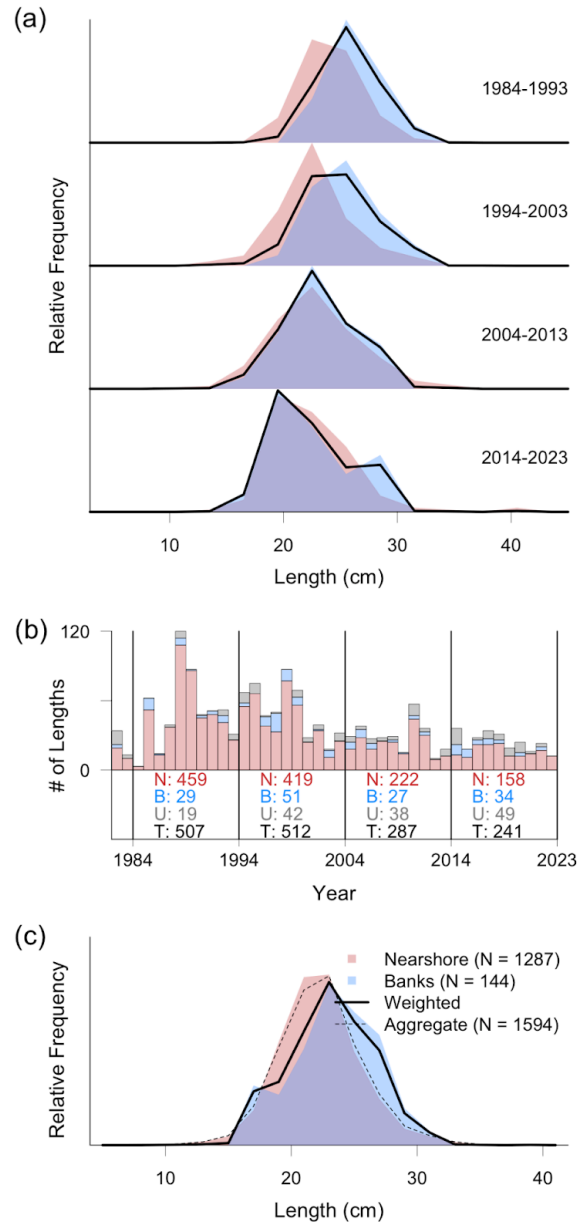 (a)
Relative Frequency
1984-1993
1994-2003
2004-2013
2014-2023
10 20 30 40
Length (cm)
(b)
# of Lengths
120
0
N: 459 N: 419 N: 222 N: 158
B: 29 B: 51 B: 27 B: 34
U: 19 U: 42 U: 38 U: 49
T: 507 T: 512 T: 287 T: 241
1984 1994 2004 2014 2023
Year
(c)
Relative Frequency
Nearshore (N = 1287)
Banks (N = 144)
Weighted
Aggregate (N = 1594)
10 20 30 40
Length (cm)